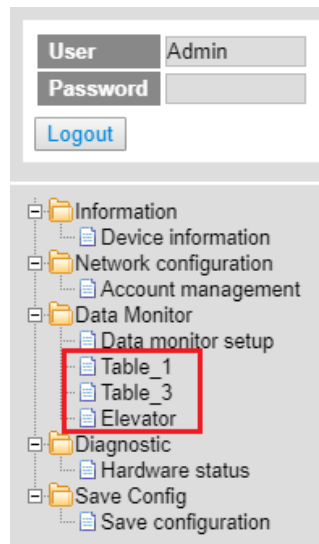 User Admin
Password
Logout
Information
Device information
Network configuration
Account management
Data Monitor
Data monitor setup
Table_1
Table_3
Elevator
Diagnostic
Hardware status
Save Config
Save configuration